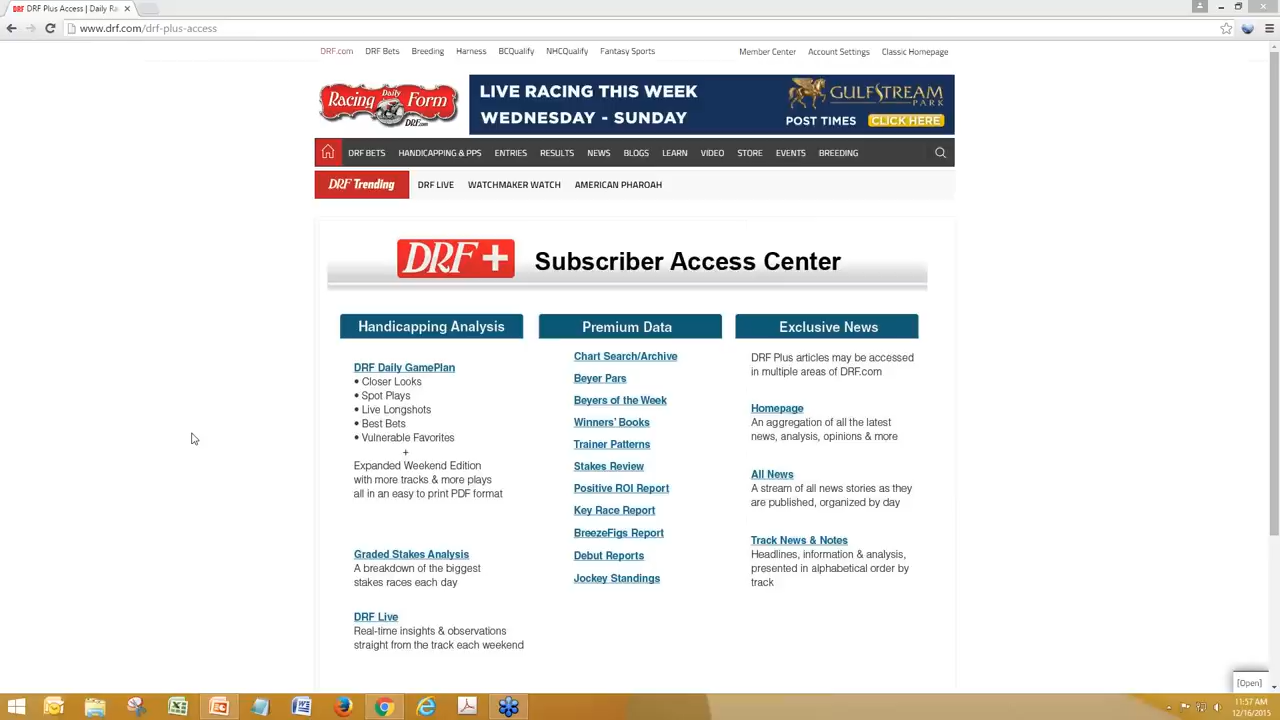 DRF Plus Access | Daily Ra
www.drf.com/drf-plus-access
DRF.com DRF Bets Breeding Harness BCQualify NHCQualify Fantasy Sports Member Center Account Settings Classic Homepage
Daily
Racing Form
DRF.com
LIVE RACING THIS WEEK
WEDNESDAY - SUNDAY
GULFSTREAM
PARK
POST TIMES CLICK HERE
DRF BETS HANDICAPPING & PPS ENTRIES RESULTS NEWS BLOGS LEARN VIDEO STORE EVENTS BREEDING
DRF Trending DRF LIVE WATCHMAKER WATCH AMERICAN PHAROAH
DRF + Subscriber Access Center
Handicapping Analysis
DRF Daily GamePlan
• Closer Looks
• Spot Plays
• Live Longshots
• Best Bets
• Vulnerable Favorites
+
Expanded Weekend Edition
with more tracks & more plays
all in an easy to print PDF format
Graded Stakes Analysis
A breakdown of the biggest
stakes races each day
DRF Live
Real-time insights & observations
straight from the track each weekend
Premium Data
Chart Search/Archive
Beyer Pars
Beyers of the Week
Winners' Books
Trainer Patterns
Stakes Review
Positive ROI Report
Key Race Report
BreezeFigs Report
Debut Reports
Jockey Standings
Exclusive News
DRF Plus articles may be accessed
in multiple areas of DRF.com
Homepage
An aggregation of all the latest
news, analysis, opinions & more
All News
A stream of all news stories as they
are published, organized by day
Track News & Notes
Headlines, information & analysis,
presented in alphabetical order by
track
[Open]
11:57 AM
12/16/2015